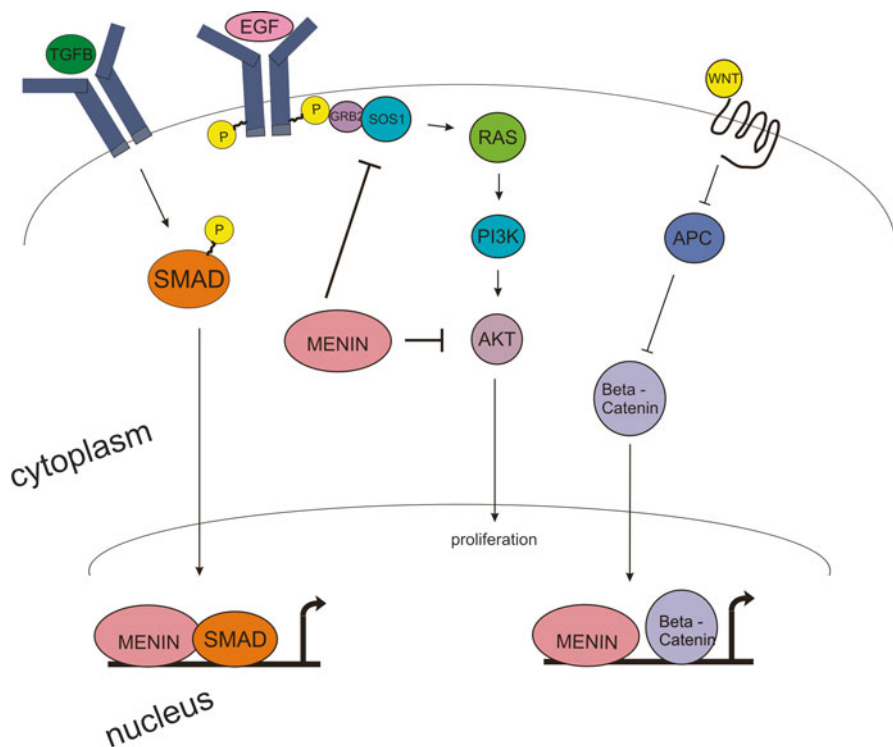 TGFB
EGF
WNT
P
P
GRB2
SOS1
RAS
P
SMAD
PI3K
APC
MENIN
AKT
Beta -
Catenin
cytoplasm
proliferation
MENIN
SMAD
MENIN
Beta -
Catenin
nucleus